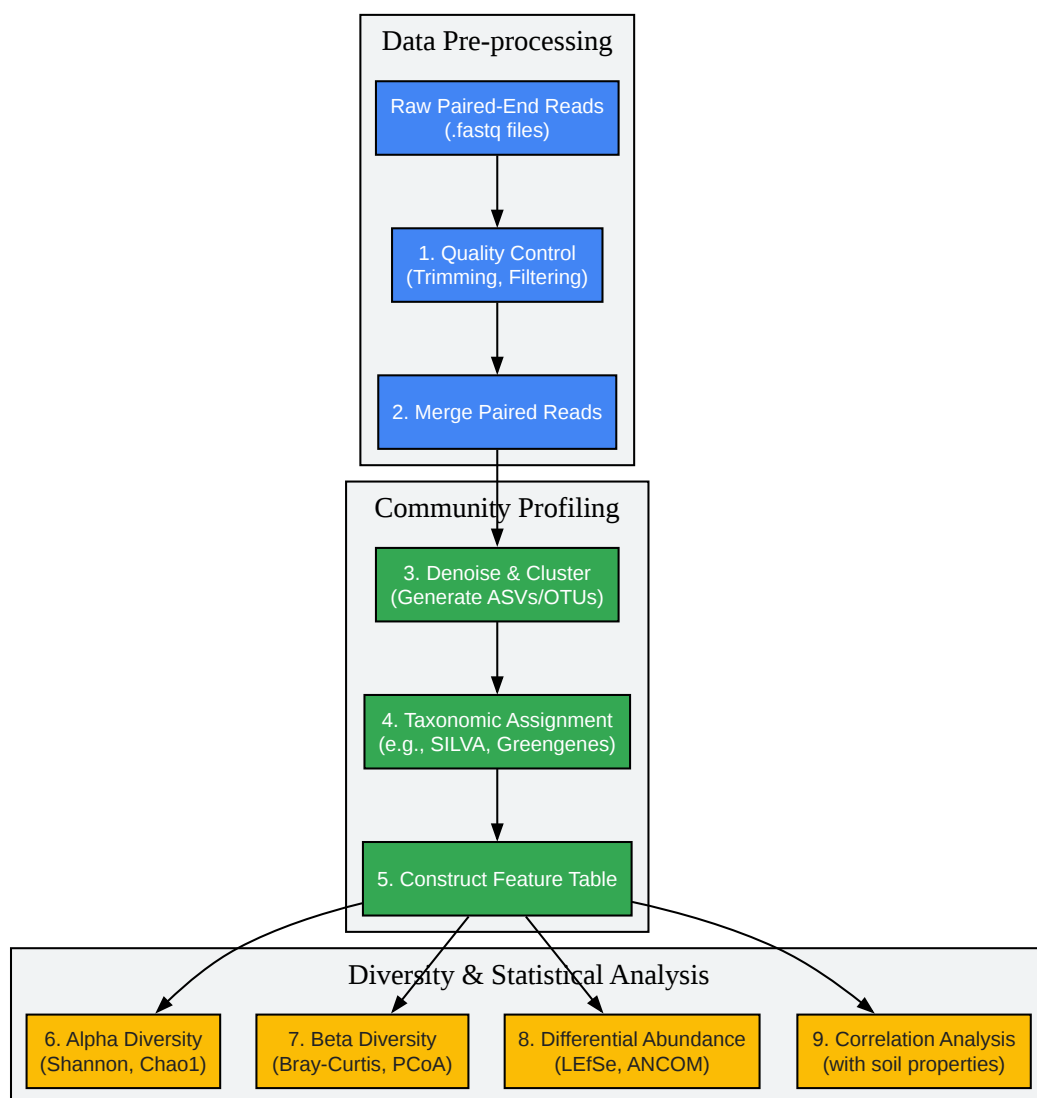 Data Pre-processing
Raw Paired-End Reads
(.fastq files)
1. Quality Control
(Trimming, Filtering)
2. Merge Paired Reads
Community Profiling
3. Denoise & Cluster
(Generate ASVs/OTUs)
4. Taxonomic Assignment
(e.g., SILVA, Greengenes)
5. Construct Feature Table
Diversity & Statistical Analysis
6. Alpha Diversity
(Shannon, Chao1)
7. Beta Diversity
(Bray-Curtis, PCoA)
8. Differential Abundance
(LEfSe, ANCOM)
9. Correlation Analysis
(with soil properties)